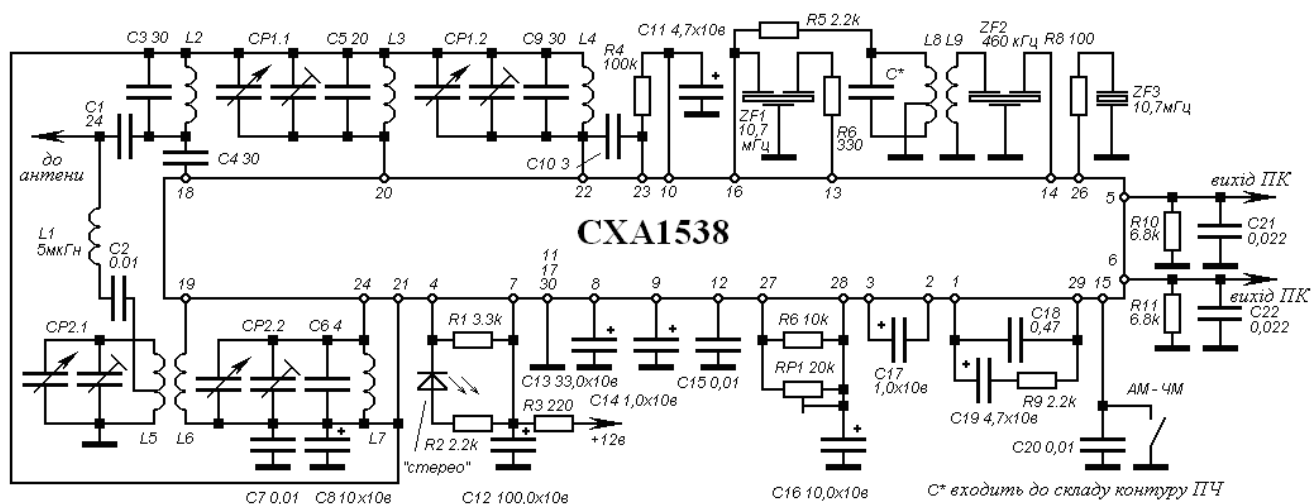 C3 30
L2
CP1.1
C5 20
L3
CP1.2
C9 30
L4
R4
100k
C11 4,7x10в
R5 2.2k
C*
L8 L9
ZF2
460 кГц
R8 100
ZF3
10,7мГц
C1
24
до
антени
C4 30
C10 3
ZF1
10,7
мГц
R6
330
18
20
22
23
10
16
13
14
26
CXA1538
5
вихід ПК
R10
6.8k
C21
0,022
6
вихід ПК
R11
6.8k
C22
0,022
L1
5мкГн
C2
0.01
19
24
21
4
7
11
17
30
8
9
12
27
28
3
2
1
29
15
CP2.1
CP2.2
C6 4
R1 3.3k
C13 33,0x10в
C14 1,0x10в
C15 0,01
R6 10k
RP1 20k
C17
1,0x10в
C18
0,47
C19 4,7x10в
R9 2.2k
АМ - ЧМ
L5
L6
L7
R2 2.2k
R3 220
+12в
"стерео"
C20 0,01
C7 0,01
C8 10x10в
C12 100,0x10в
C16 10,0x10в
C* входить до складу контуру ПЧ